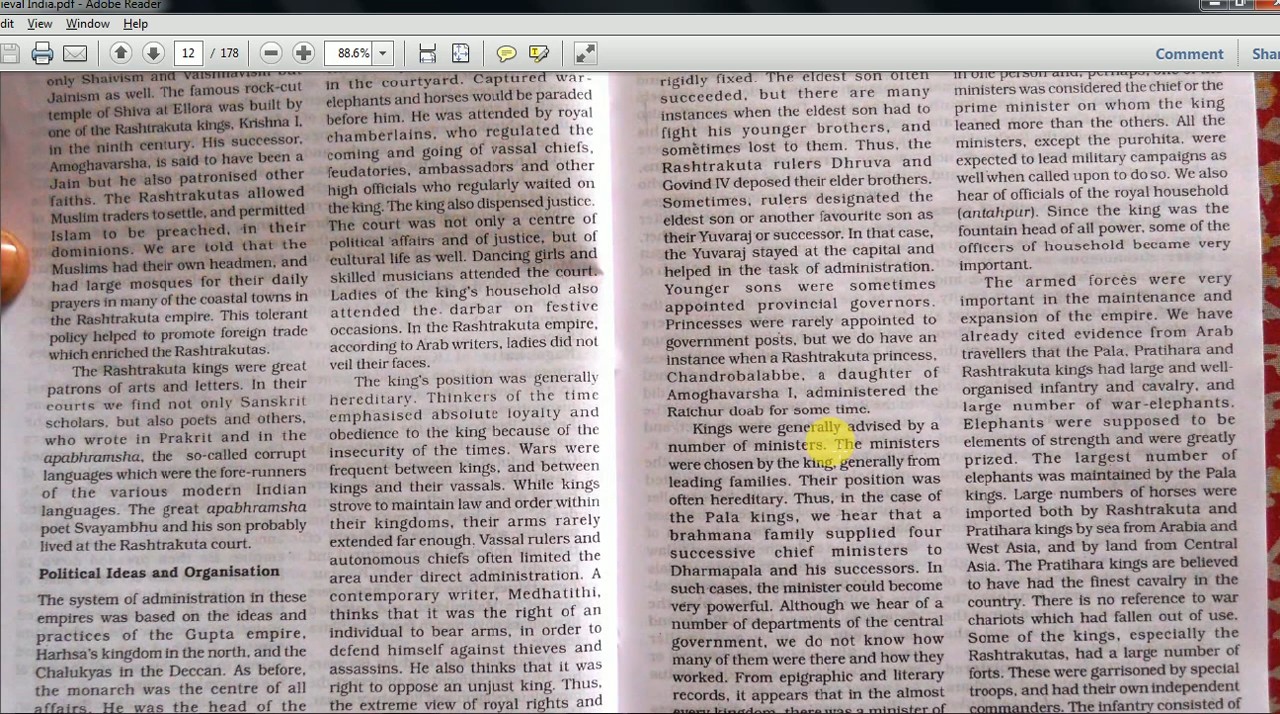 ieval India.pdf - Adobe Reader
dit View Window Help
12 / 178 88.6% Comment Sha
only Shaivism and Vaishnavism but
Jainism as well. The famous rock-cut
temple of Shiva at Ellora was built by
one of the Rashtrakuta kings, Krishna I,
in the ninth century. His successor,
Amoghavarsha, is said to have been a
Jain but he also patronised other
faiths. The Rashtrakutas allowed
Muslim traders to settle, and permitted
Islam to be preached, in their
dominions. We are told that the
Muslims had their own headmen, and
had large mosques for their daily
prayers in many of the coastal towns in
the Rashtrakuta empire. This tolerant
policy helped to promote foreign trade
which enriched the Rashtrakutas.
The Rashtrakuta kings were great
patrons of arts and letters. In their
courts we find not only Sanskrit
scholars, but also poets and others,
who wrote in Prakrit and in the
apabhramsha, the so-called corrupt
languages which were the fore-runners
of the various modern Indian
languages. The great apabhramsha
poet Svayambhu and his son probably
lived at the Rashtrakuta court.
Political Ideas and Organisation
The system of administration in these
empires was based on the ideas and
practices of the Gupta empire,
Harhsa's kingdom in the north, and the
Chalukyas in the Deccan. As before,
the monarch was the centre of all
affairs. He was the head of the
in the courtyard. Captured war-
elephants and horses would be paraded
before him. He was attended by royal
chamberlains, who regulated the
coming and going of vassal chiefs,
feudatories, ambassadors and other
high officials who regularly waited on
the king. The king also dispensed justice.
The court was not only a centre of
political affairs and of justice, but of
cultural life as well. Dancing girls and
skilled musicians attended the court.
Ladies of the king's household also
attended the darbar on festive
occasions. In the Rashtrakuta empire,
according to Arab writers, ladies did not
veil their faces.
The king's position was generally
hereditary. Thinkers of the time
emphasised absolute loyalty and
obedience to the king because of the
insecurity of the times. Wars were
frequent between kings, and between
kings and their vassals. While kings
strove to maintain law and order within
their kingdoms, their arms rarely
extended far enough. Vassal rulers and
autonomous chiefs often limited the
area under direct administration. A
contemporary writer, Medhatithi,
thinks that it was the right of an
individual to bear arms, in order to
defend himself against thieves and
assassins. He also thinks that it was
right to oppose an unjust king. Thus,
the extreme view of royal rights and
rigidly fixed. The eldest son often
succeeded, but there are many
instances when the eldest son had to
fight his younger brothers, and
sometimes lost to them. Thus, the
Rashtrakuta rulers Dhruva and
Govind IV deposed their elder brothers.
Sometimes, rulers designated the
eldest son or another favourite son as
their Yuvaraj or successor. In that case,
the Yuvaraj stayed at the capital and
helped in the task of administration.
Younger sons were sometimes
appointed provincial governors.
Princesses were rarely appointed to
government posts, but we do have an
instance when a Rashtrakuta princess,
Chandrobalabbe, a daughter of
Amoghavarsha I, administered the
Raichur doab for some time.
Kings were generally advised by a
number of ministers. The ministers
were chosen by the king, generally from
leading families. Their position was
often hereditary. Thus, in the case of
the Pala kings, we hear that a
brahmana family supplied four
successive chief ministers to
Dharmapala and his successors. In
such cases, the minister could become
very powerful. Although we hear of a
number of departments of the central
government, we do not know how
many of them were there and how they
worked. From epigraphic and literary
records, it appears that in the almost
every kingdom, there was a minister of
in one person and, perhaps, one of the
ministers was considered the chief or the
prime minister on whom the king
leaned more than the others. All the
ministers, except the purohita, were
expected to lead military campaigns as
well when called upon to do so. We also
hear of officials of the royal household
(antahpur). Since the king was the
fountain head of all power, some of the
officers of household became very
important.
The armed forces were very
important in the maintenance and
expansion of the empire. We have
already cited evidence from Arab
travellers that the Pala, Pratihara and
Rashtrakuta kings had large and well-
organised infantry and cavalry, and
large number of war-elephants.
Elephants were supposed to be
elements of strength and were greatly
prized. The largest number of
elephants was maintained by the Pala
kings. Large numbers of horses were
imported both by Rashtrakuta and
Pratihara kings by sea from Arabia and
West Asia, and by land from Central
Asia. The Pratihara kings are believed
to have had the finest cavalry in the
country. There is no reference to war
chariots which had fallen out of use.
Some of the kings, especially the
Rashtrakutas, had a large number of
forts. These were garrisoned by special
troops, and had their own independent
commanders. The infantry consisted of